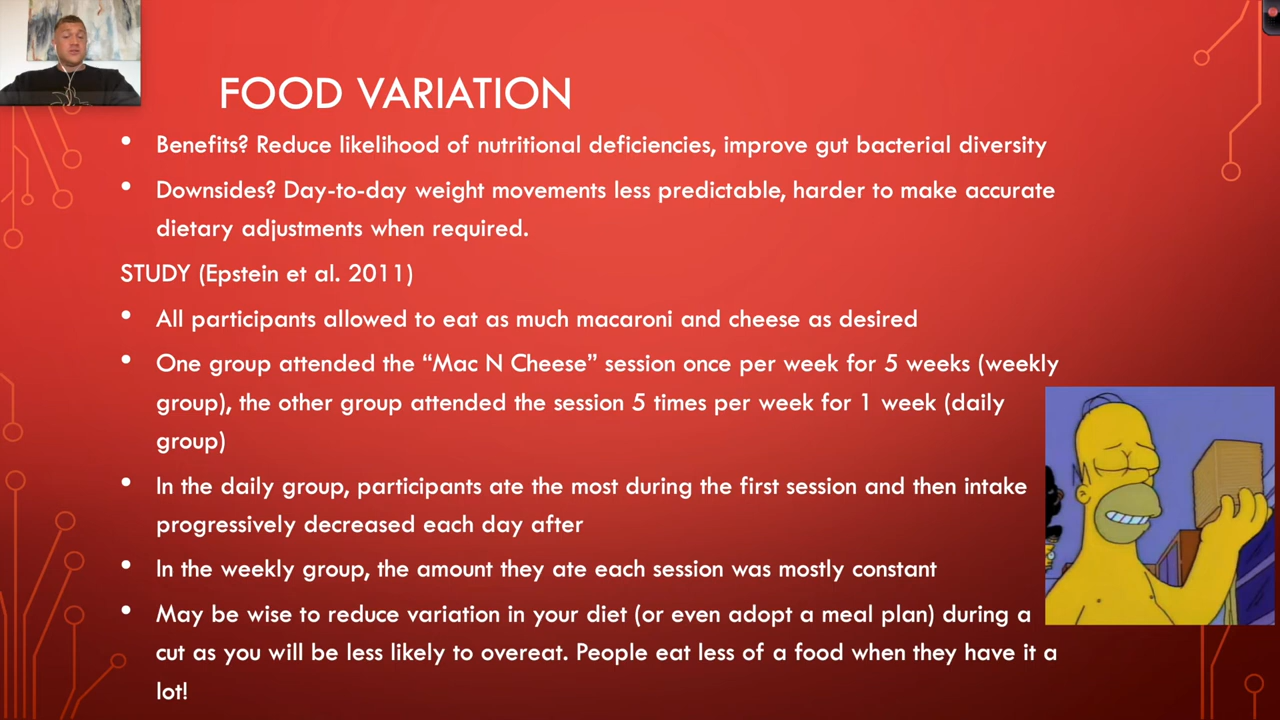 FOOD VARIATION
• Benefits? Reduce likelihood of nutritional deficiencies, improve gut bacterial diversity
• Downsides? Day-to-day weight movements less predictable, harder to make accurate
dietary adjustments when required.
STUDY (Epstein et al. 2011)
• All participants allowed to eat as much macaroni and cheese as desired
• One group attended the “Mac N Cheese” session once per week for 5 weeks (weekly
group), the other group attended the session 5 times per week for 1 week (daily
group)
• In the daily group, participants ate the most during the first session and then intake
progressively decreased each day after
• In the weekly group, the amount they ate each session was mostly constant
• May be wise to reduce variation in your diet (or even adopt a meal plan) during a
cut as you will be less likely to overeat. People eat less of a food when they have it a
lot!